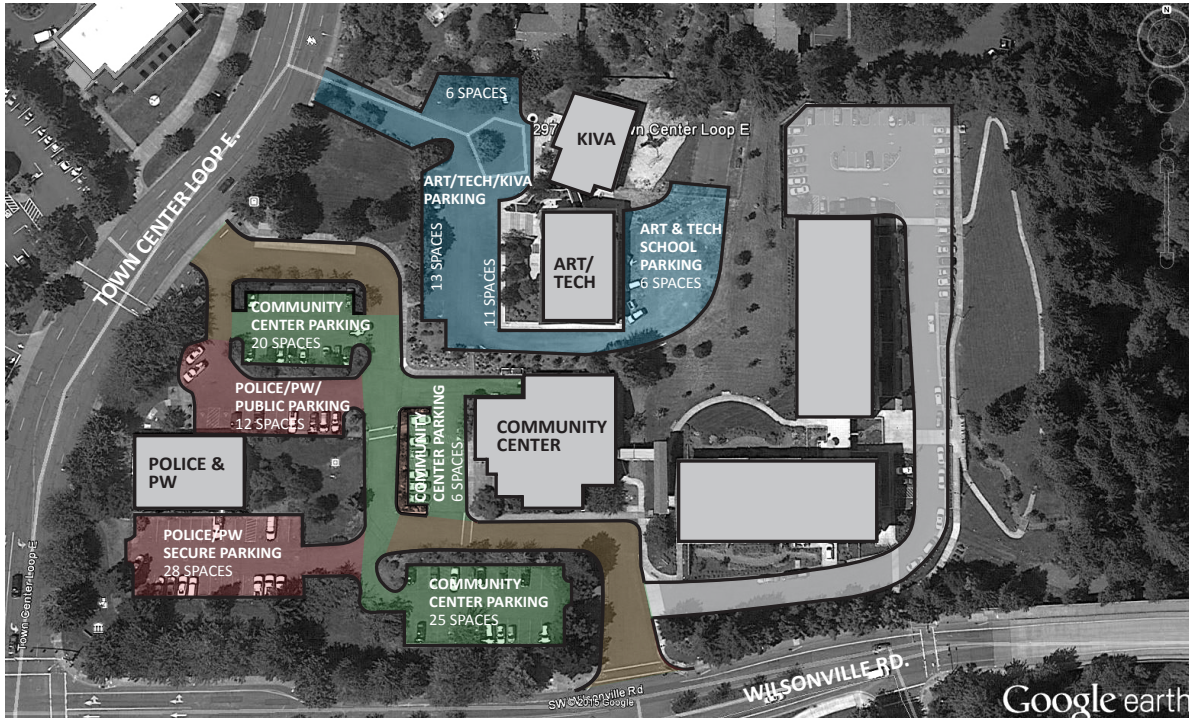 N
6 SPACES
KIVA
297
wn Center Loop E
TOWN CENTER LOOP E.
ART/TECH/KIVA
PARKING
13 SPACES
11 SPACES
ART/
TECH
ART & TECH
SCHOOL
PARKING
6 SPACES
COMMUNITY
CENTER PARKING
20 SPACES
POLICE/PW/
PUBLIC PARKING
12 SPACES
COMMUNITY
CENTER PARKING
6 SPACES
COMMUNITY
CENTER
POLICE &
PW
POLICE/PW
SECURE PARKING
28 SPACES
COMMUNITY
CENTER PARKING
25 SPACES
Town Center Loop E
WILSONVILLE RD.
SW Wilsonville Rd
© 2015 Google
Google earth